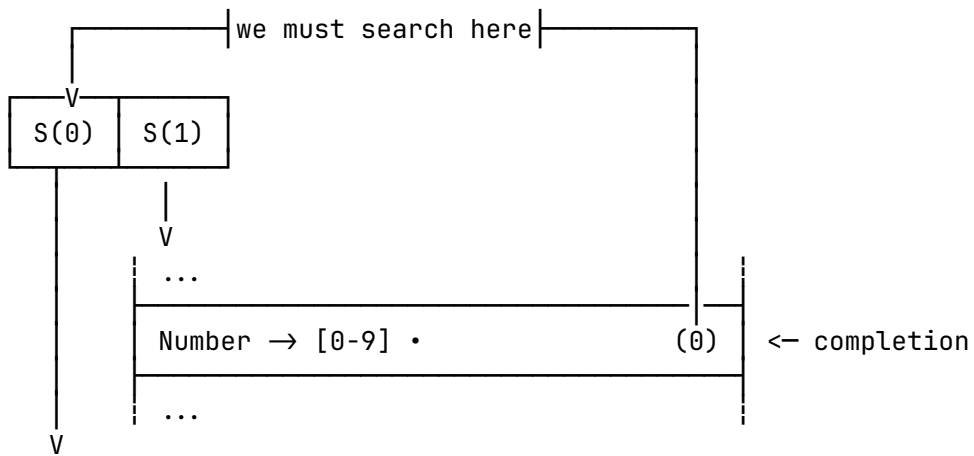 we must search here
V
S(0) S(1)
V
...
Number → [0-9] • (0) <— completion
...
V